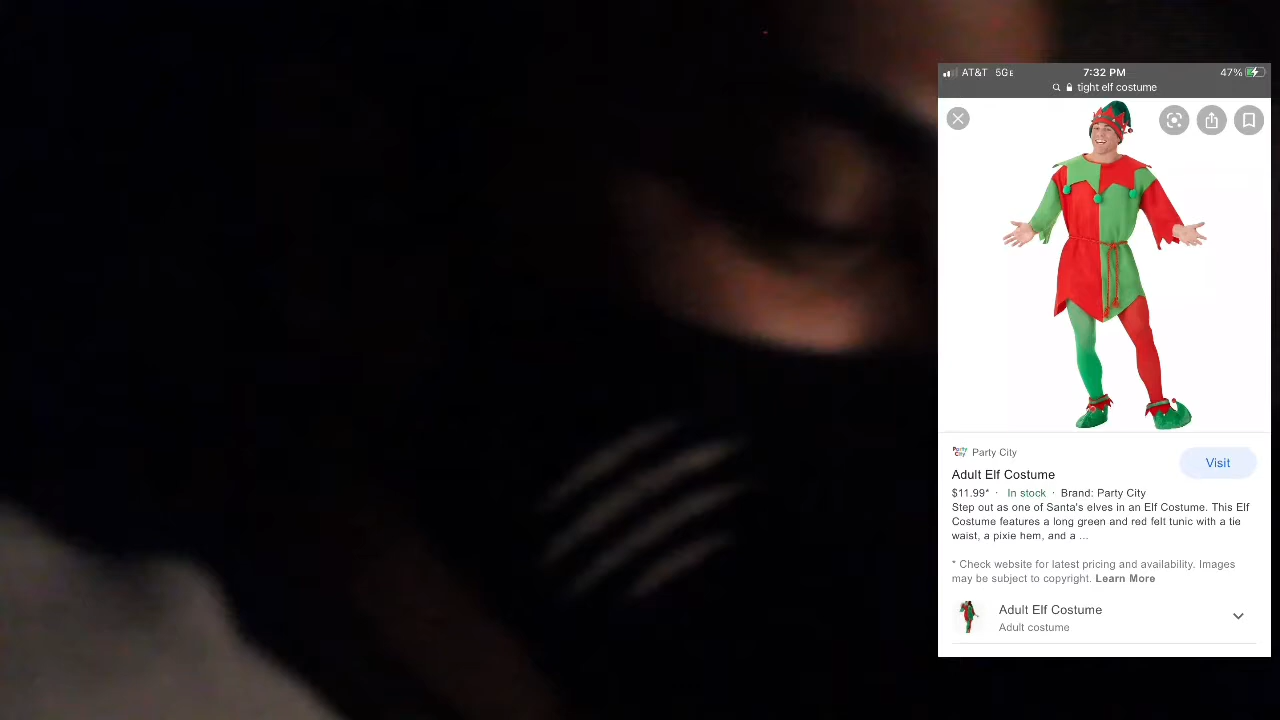 AT&T 5GE 7:32 PM 47%
tight elf costume
Party City Party City
Adult Elf Costume
Visit
$11.99* · In stock · Brand: Party City
Step out as one of Santa's elves in an Elf Costume. This Elf
Costume features a long green and red felt tunic with a tie
waist, a pixie hem, and a ...
* Check website for latest pricing and availability. Images
may be subject to copyright. Learn More
Adult Elf Costume
Adult costume